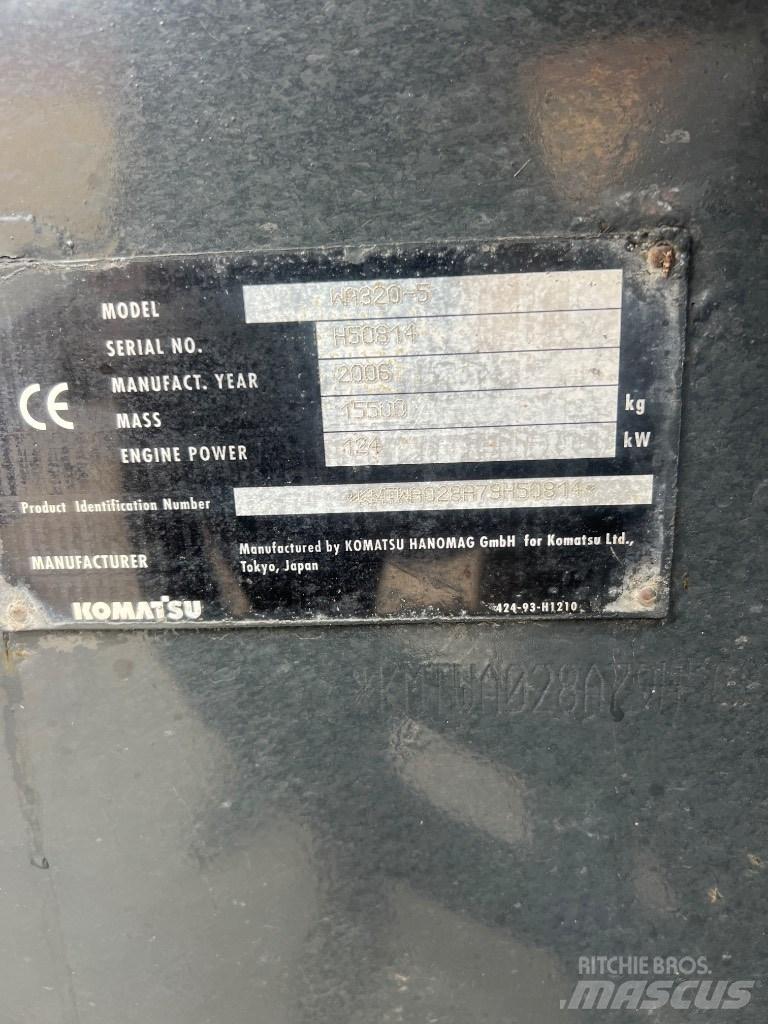 MODEL WA320-5
SERIAL NO. H50814
MANUFACT. YEAR 2006
CE
MASS 15500 kg
ENGINE POWER 124 kW
Product Identification Number *KMTWA028A79H50814*
MANUFACTURER Manufactured by KOMATSU HANOMAG GmbH for Komatsu Ltd.,
Tokyo, Japan
KOMATSU 424-93-H1210
*KMTWA028A79H
RITCHIE BROS.
MASCUS